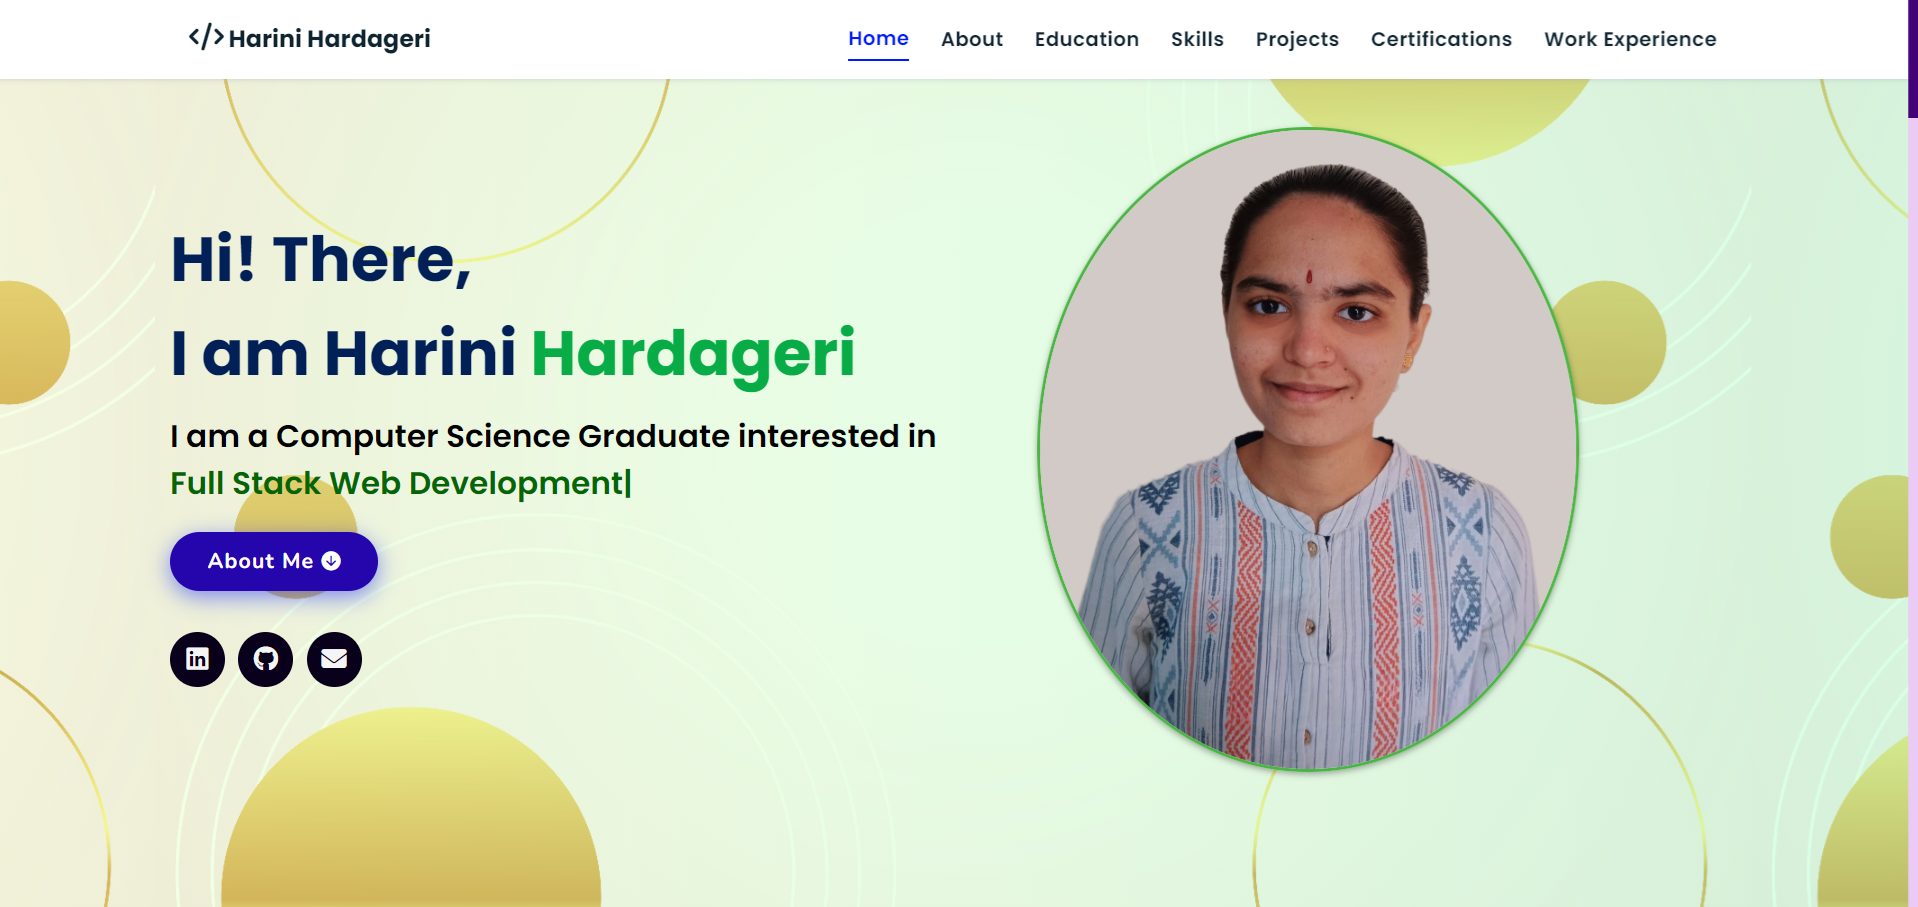 </> Harini Hardageri
Home About Education Skills Projects Certifications Work Experience
Hi! There,
I am Harini Hardageri
I am a Computer Science Graduate interested in
Full Stack Web Development|
About Me
in